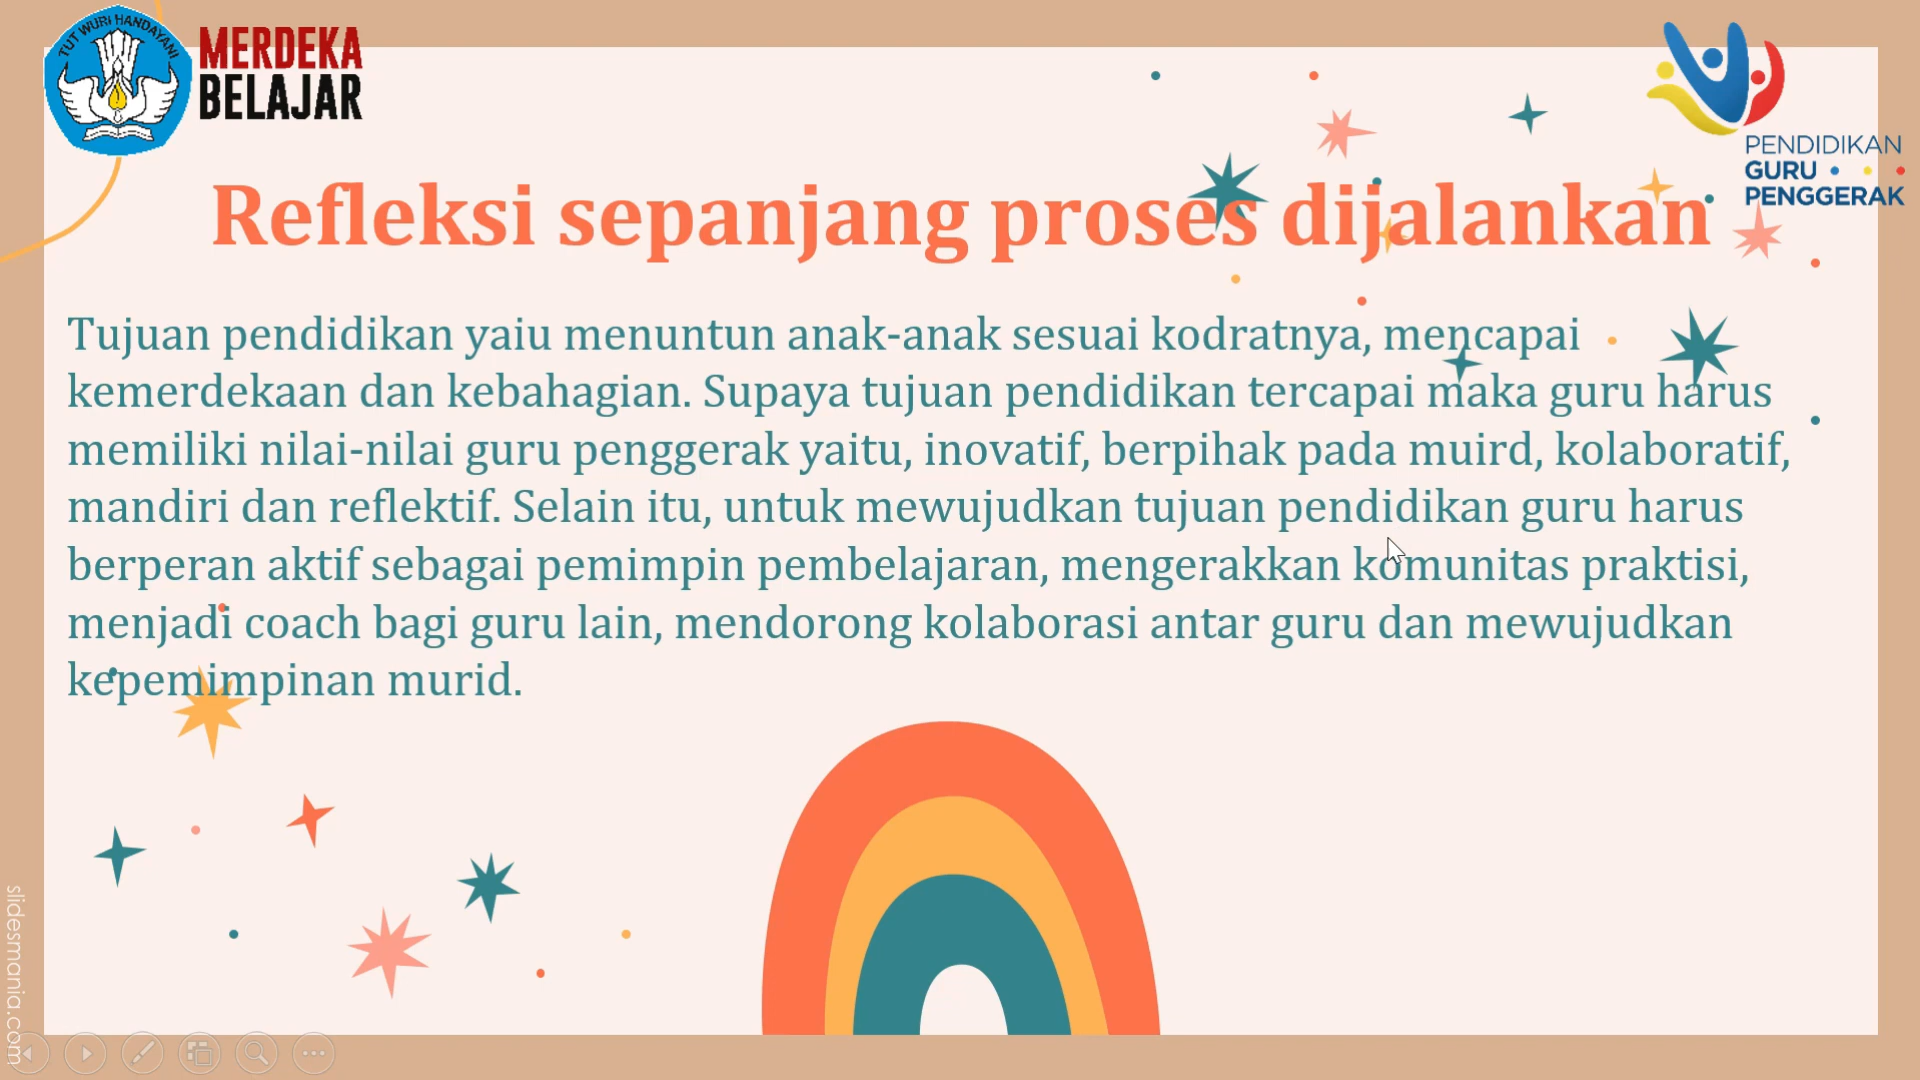 TUT WURI HANDAYANI
MERDEKA
BELAJAR
PENDIDIKAN
GURU
PENGGERAK
Refleksi sepanjang proses dijalankan
Tujuan pendidikan yaiu menuntun anak-anak sesuai kodratnya, mencapai
kemerdekaan dan kebahagian. Supaya tujuan pendidikan tercapai maka guru harus
memiliki nilai-nilai guru penggerak yaitu, inovatif, berpihak pada muird, kolaboratif,
mandiri dan reflektif. Selain itu, untuk mewujudkan tujuan pendidikan guru harus
berperan aktif sebagai pemimpin pembelajaran, mengerakkan komunitas praktisi,
menjadi coach bagi guru lain, mendorong kolaborasi antar guru dan mewujudkan
kepemimpinan murid.
slidesmania.com